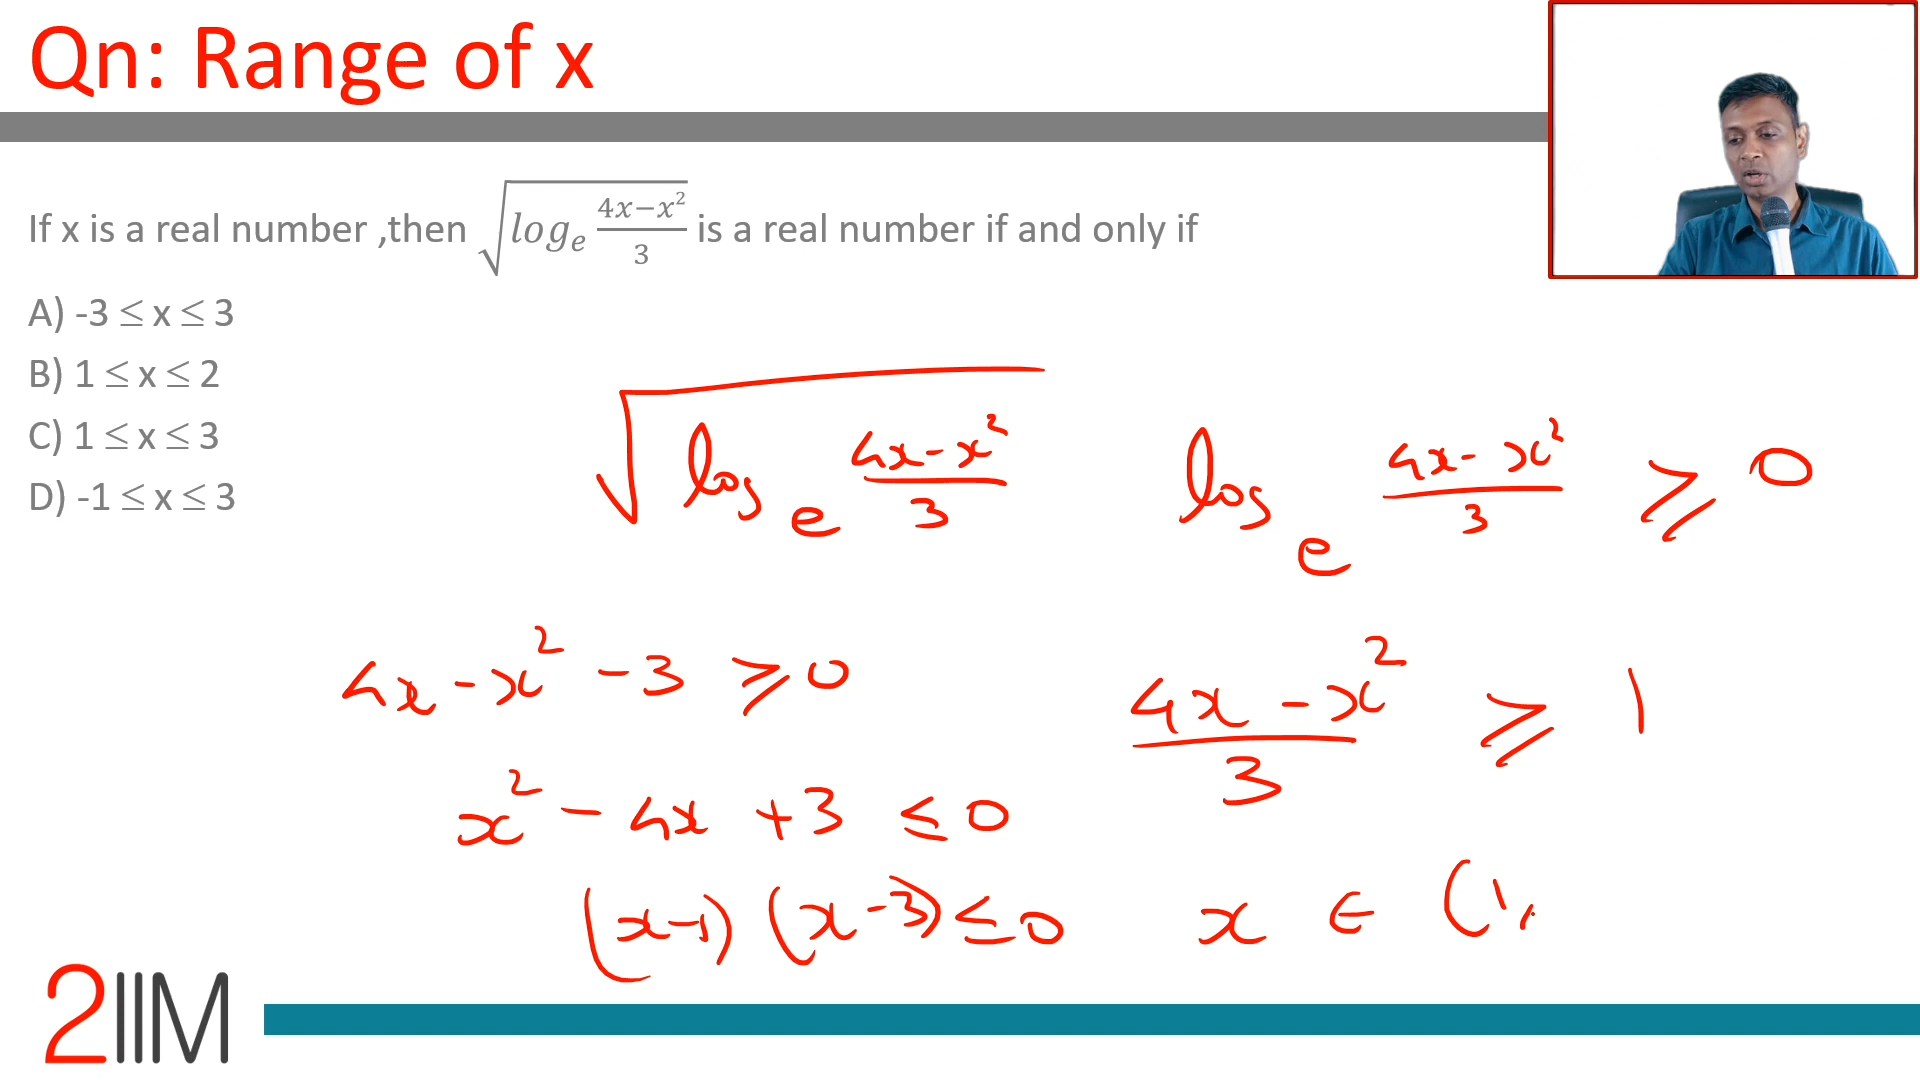 Qn: Range of x
If x is a real number ,then √(log_e (4x−x²)/3) is a real number if and only if
A) -3 ≤ x ≤ 3
B) 1 ≤ x ≤ 2
C) 1 ≤ x ≤ 3
D) -1 ≤ x ≤ 3
√(log_e (4x-x²)/3)
log_e (4x-x²)/3 ≥ 0
4x-x²-3 ≥ 0
(4x-x²)/3 ≥ 1
x²-4x+3 ≤ 0
(x-1)(x-3) ≤ 0
x ∈ (1,
2IIM